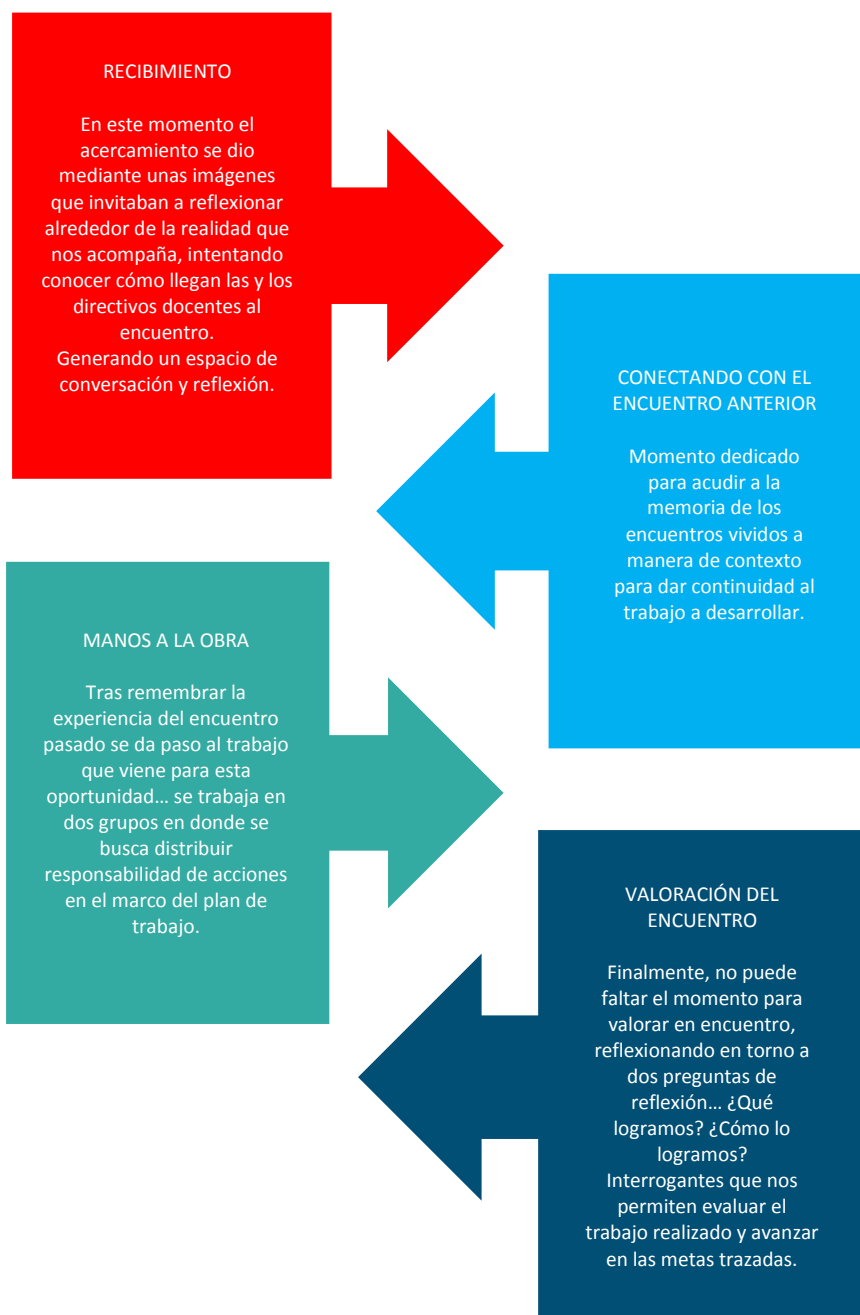 RECIBIMIENTO
En este momento el
acercamiento se dio
mediante unas imágenes
que invitaban a reflexionar
alrededor de la realidad que
nos acompaña, intentando
conocer cómo llegan las y los
directivos docentes al
encuentro.
Generando un espacio de
conversación y reflexión.
CONECTANDO CON EL
ENCUENTRO ANTERIOR
Momento dedicado
para acudir a la
memoria de los
encuentros vividos a
manera de contexto
para dar continuidad al
trabajo a desarrollar.
MANOS A LA OBRA
Tras remembrar la
experiencia del encuentro
pasado se da paso al trabajo
que viene para esta
oportunidad… se trabaja en
dos grupos en donde se
busca distribuir
responsabilidad de acciones
en el marco del plan de
trabajo.
VALORACIÓN DEL
ENCUENTRO
Finalmente, no puede
faltar el momento para
valorar en encuentro,
reflexionando en torno a
dos preguntas de
reflexión… ¿Qué
logramos? ¿Cómo lo
logramos?
Interrogantes que nos
permiten evaluar el
trabajo realizado y avanzar
en las metas trazadas.